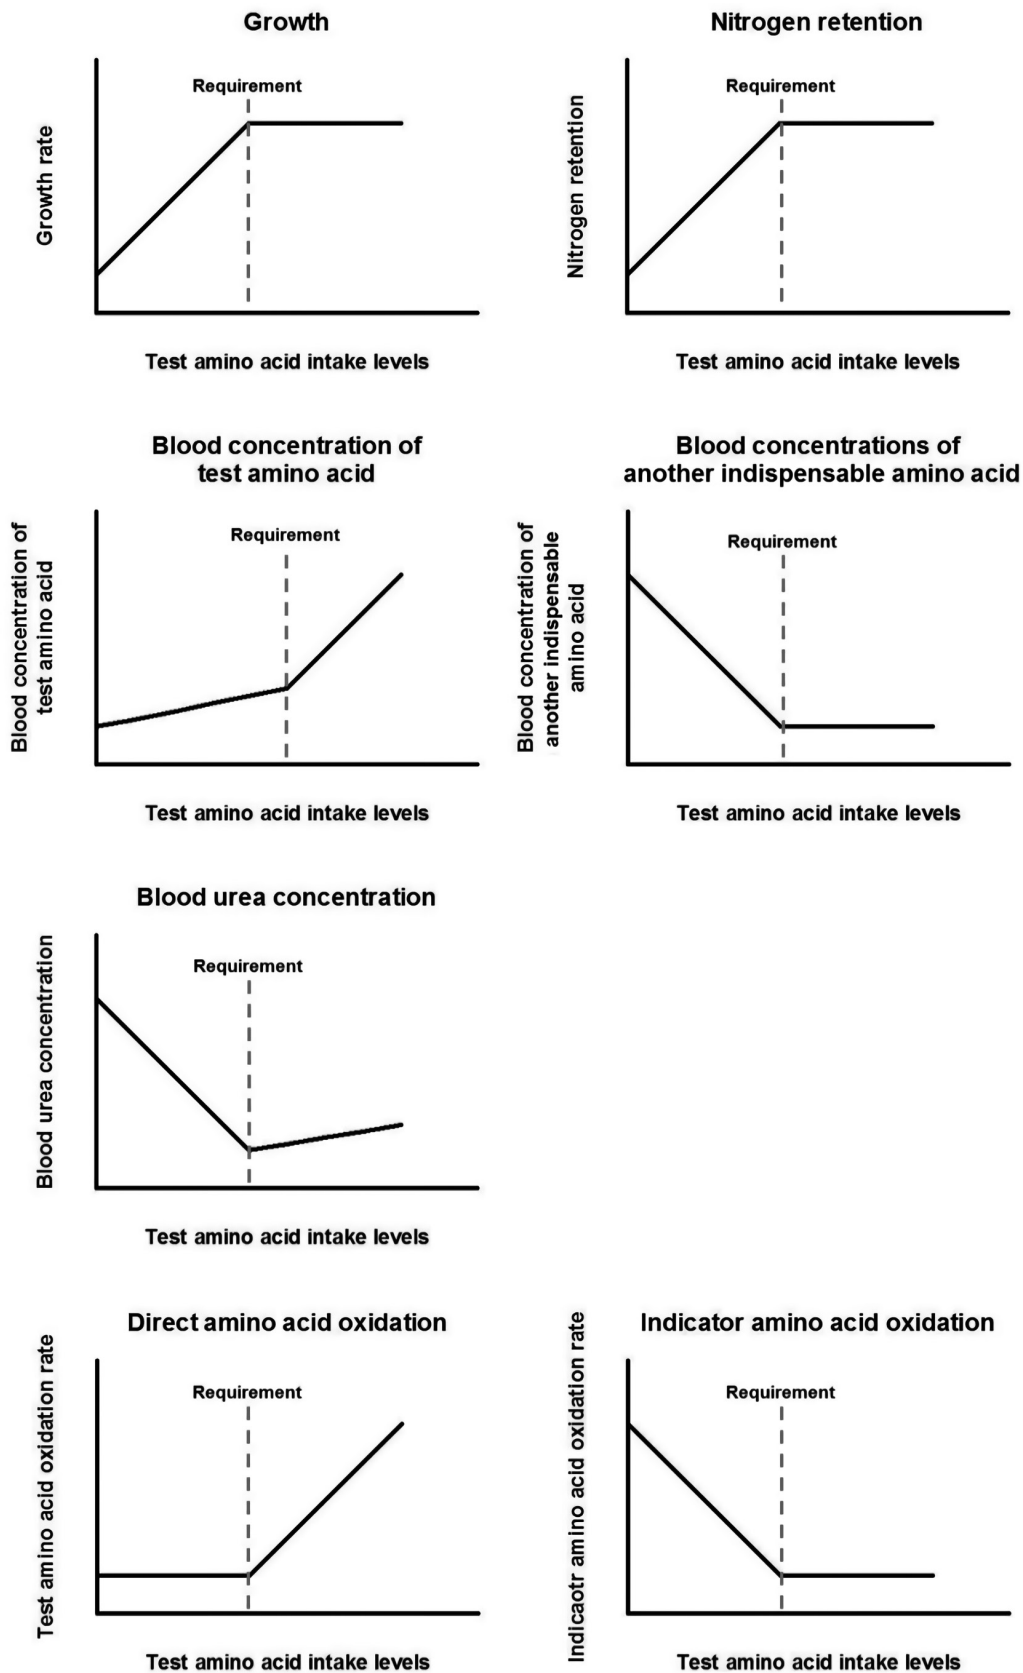 Growth
Requirement
Growth rate
Test amino acid intake levels
Nitrogen retention
Requirement
Nitrogen retention
Test amino acid intake levels
Blood concentration of
test amino acid
Requirement
Blood concentration of
test amino acid
Test amino acid intake levels
Blood concentrations of
another indispensable amino acid
Requirement
Blood concentration of
another indispensable
amino acid
Test amino acid intake levels
Blood urea concentration
Requirement
Blood urea concentration
Test amino acid intake levels
Direct amino acid oxidation
Requirement
Test amino acid oxidation rate
Test amino acid intake levels
Indicator amino acid oxidation
Requirement
Indicaotr amino acid oxidation rate
Test amino acid intake levels